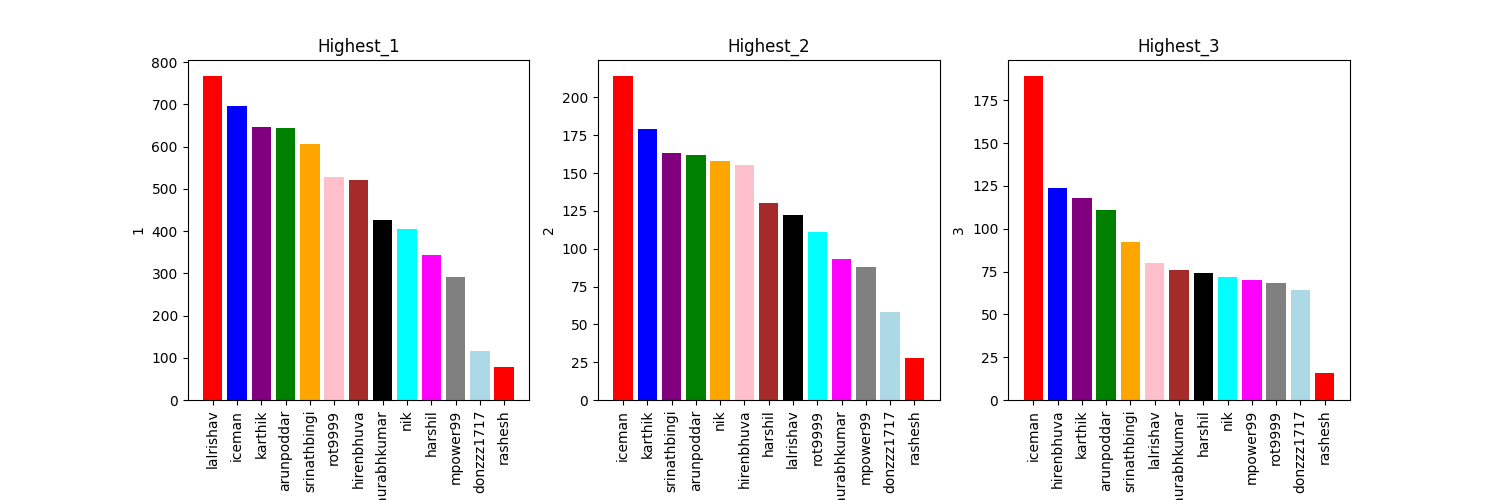 Highest_1
Highest_2
Highest_3
800
700
600
500
400
300
200
100
0
1
lalrishav
iceman
karthik
arunpoddar
srinathbingi
rot9999
hirenbhuva
urabhkumar
nik
harshil
mpower99
donzzz1717
rashesh
200
175
150
125
100
75
50
25
0
2
iceman
karthik
srinathbingi
arunpoddar
nik
hirenbhuva
harshil
lalrishav
rot9999
urabhkumar
mpower99
donzzz1717
rashesh
175
150
125
100
75
50
25
0
3
iceman
hirenbhuva
karthik
arunpoddar
srinathbingi
lalrishav
urabhkumar
harshil
nik
mpower99
rot9999
donzzz1717
rashesh